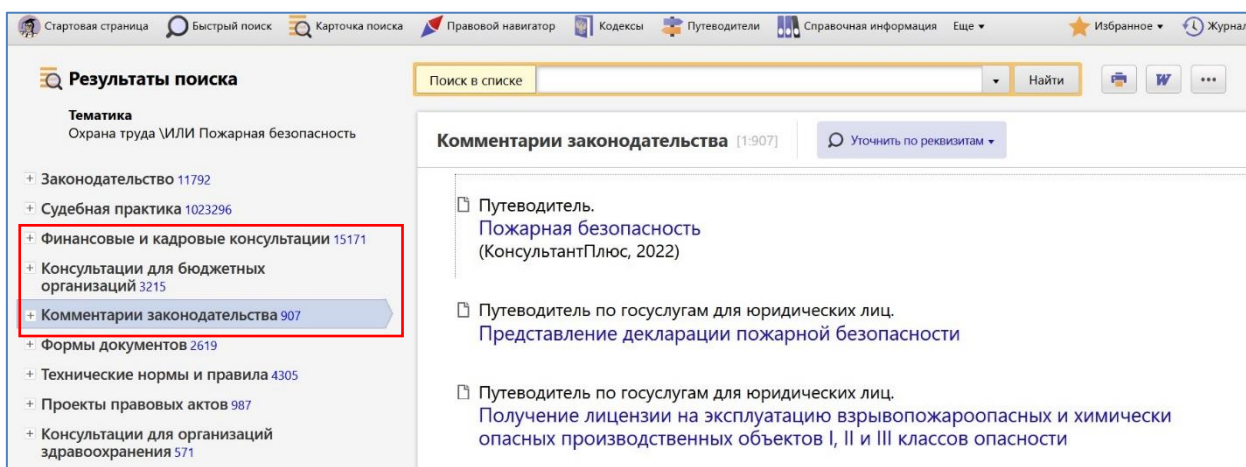 Стартовая страница Быстрый поиск Карточка поиска Правовой навигатор Кодексы Путеводители Справочная информация Еще Избранное Журнал
Результаты поиска
Тематика
Охрана труда \ИЛИ Пожарная безопасность
+ Законодательство 11792
+ Судебная практика 1023296
+ Финансовые и кадровые консультации 15171
+ Консультации для бюджетных
организаций 3215
+ Комментарии законодательства 907
+ Формы документов 2619
+ Технические нормы и правила 4305
+ Проекты правовых актов 987
+ Консультации для организаций
здравоохранения 571
Поиск в списке Найти W ...
Комментарии законодательства [1:907] Уточнить по реквизитам
Путеводитель.
Пожарная безопасность
(КонсультантПлюс, 2022)
Путеводитель по госуслугам для юридических лиц.
Представление декларации пожарной безопасности
Путеводитель по госуслугам для юридических лиц.
Получение лицензии на эксплуатацию взрывопожароопасных и химически
опасных производственных объектов I, II и III классов опасности